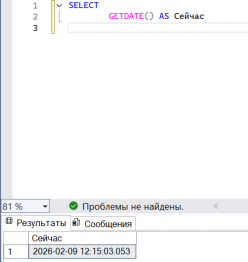 1 SELECT
2 GETDATE() AS Сейчас
3
81 % Проблемы не найдены.
Результаты Сообщения
Сейчас
1 2026-02-09 12:15:03.053